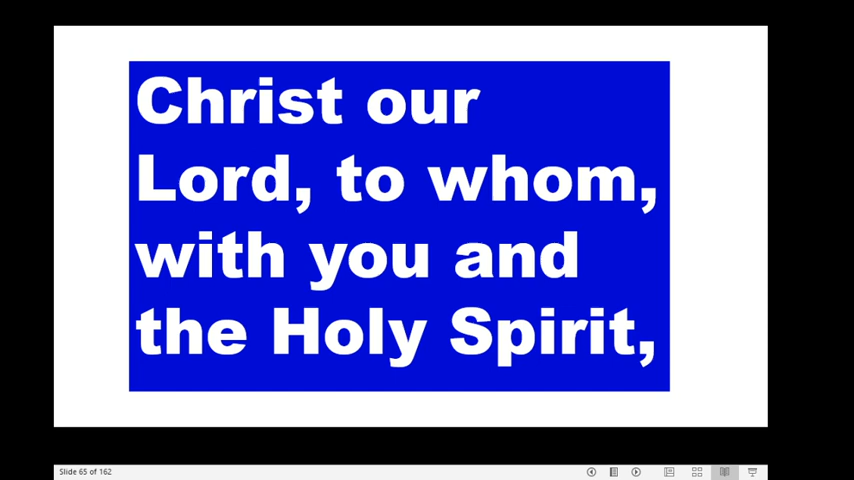 Christ our
Lord, to whom,
with you and
the Holy Spirit,
Slide 65 of 162